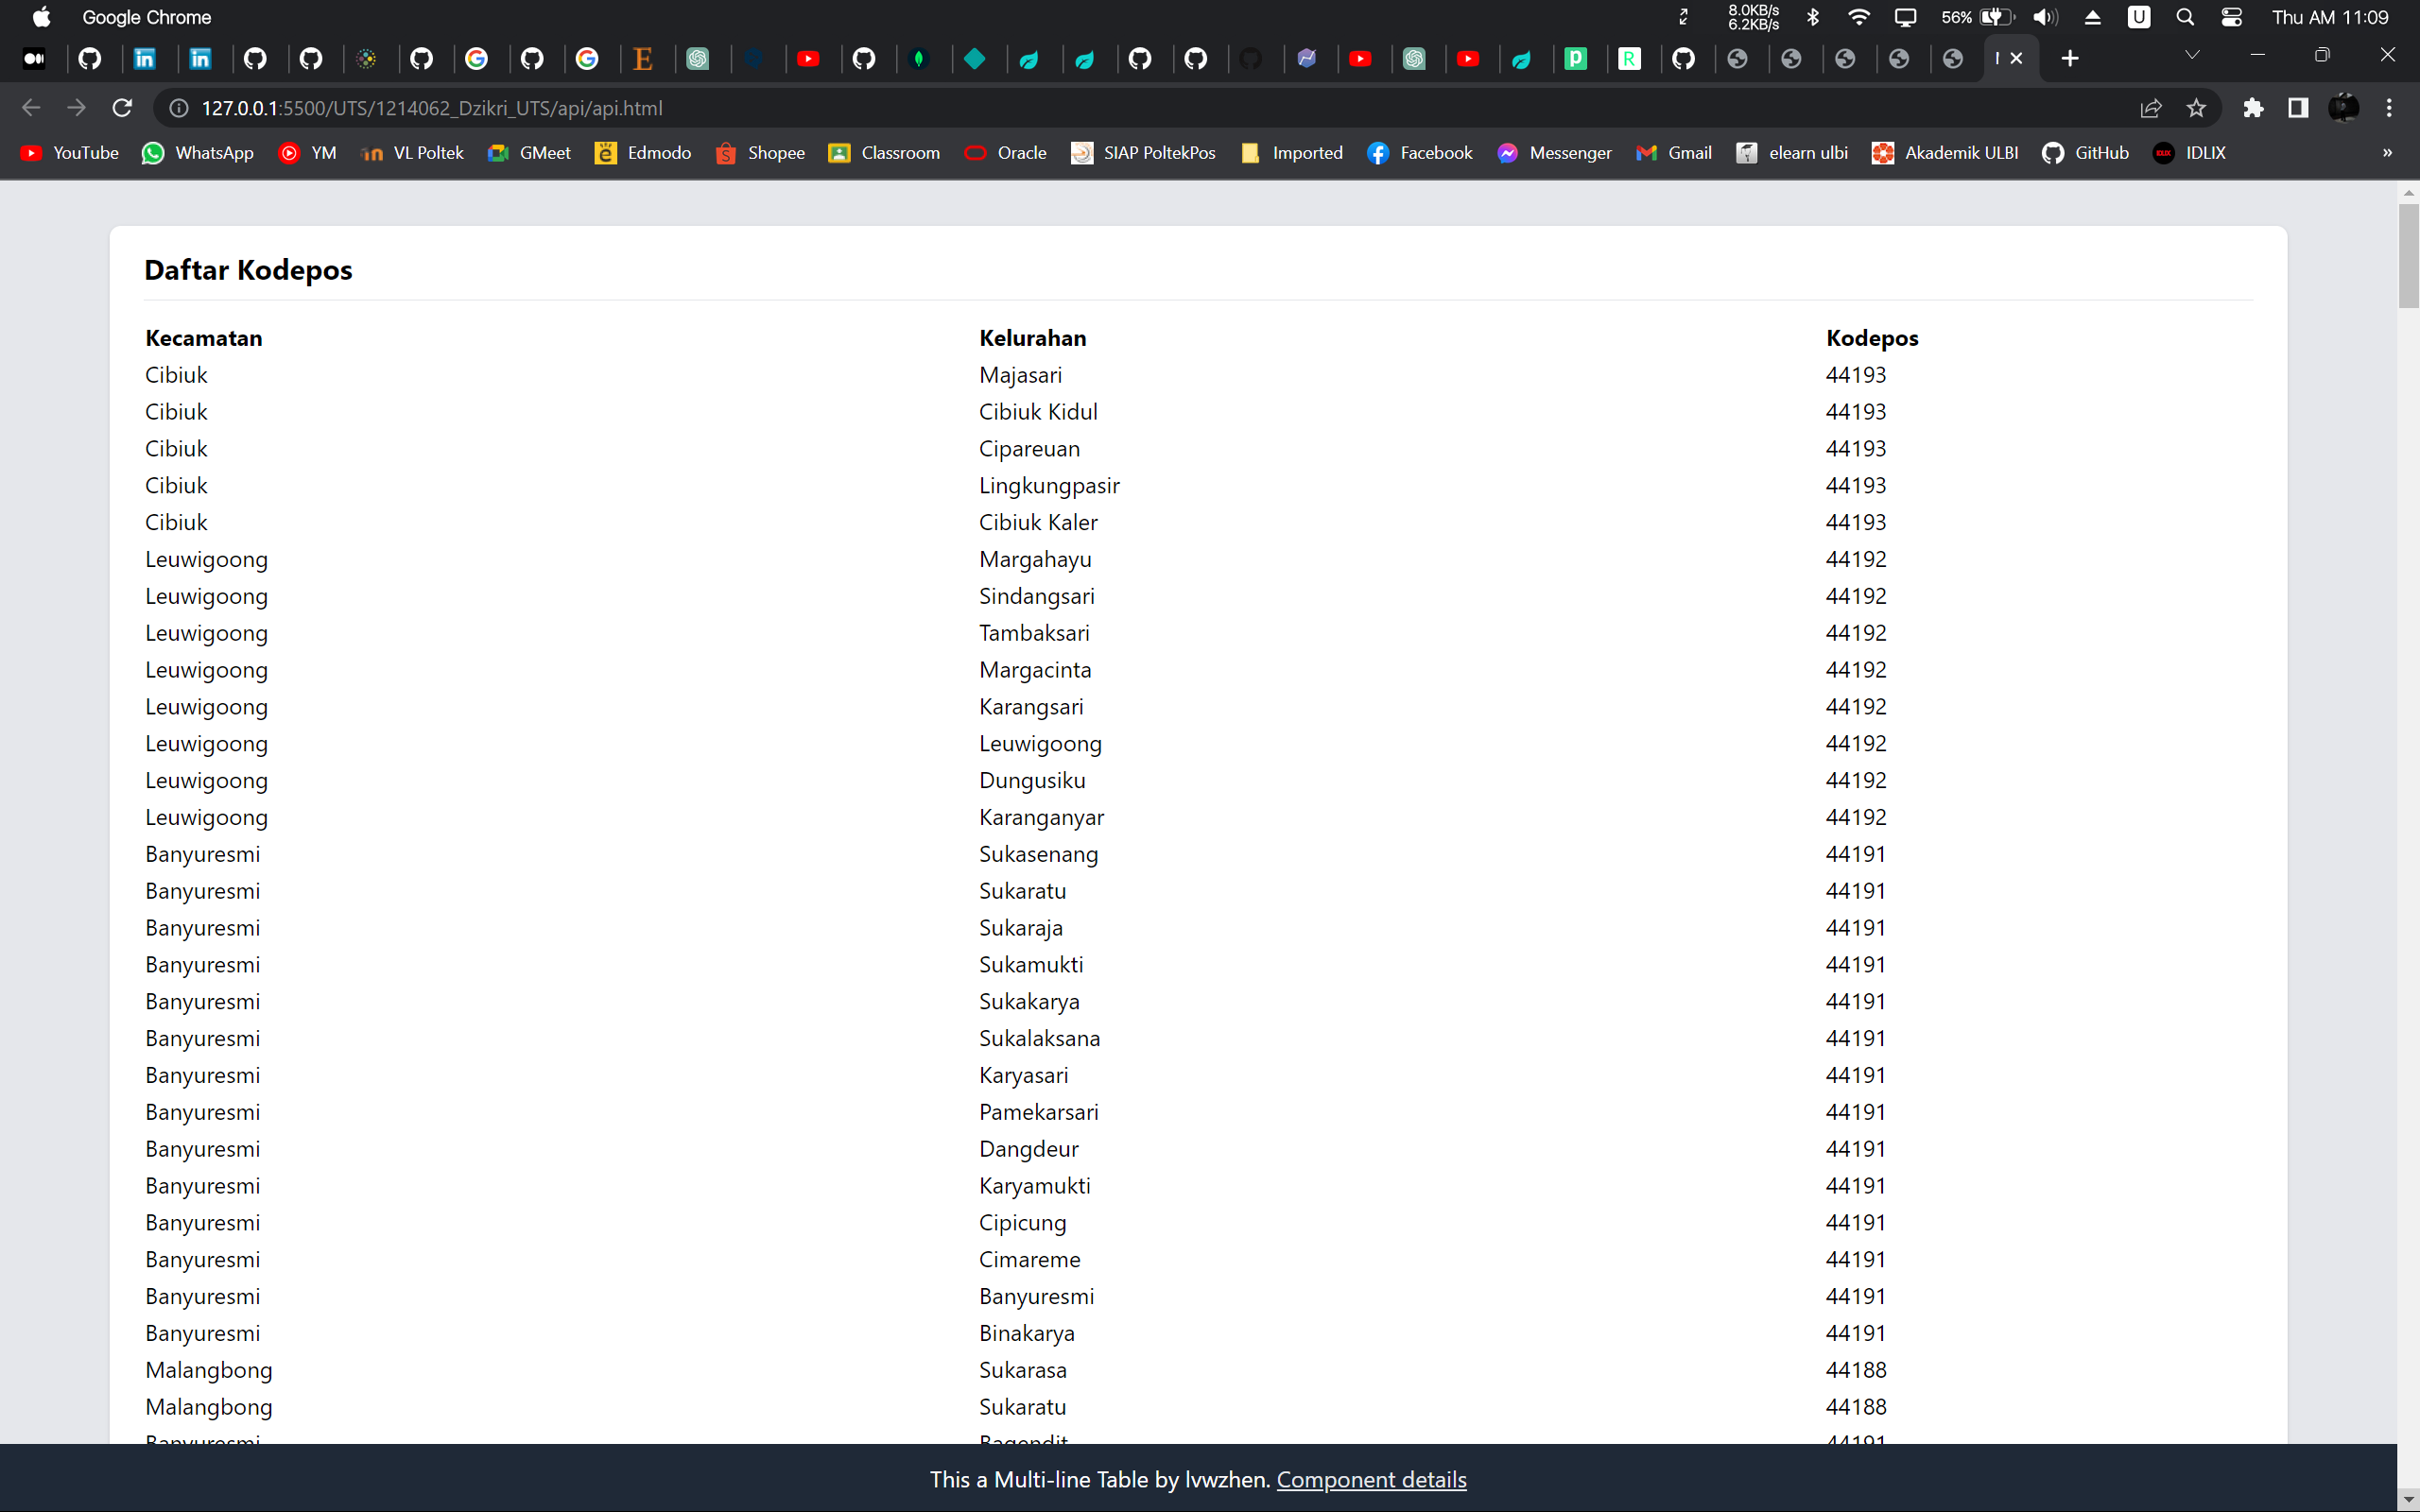 Google Chrome 8.0KB/s 56% U Thu AM 11:09
6.2KB/s
127.0.0.1:5500/UTS/1214062_Dzikri_UTS/api/api.html
YouTube WhatsApp YM VL Poltek GMeet Edmodo Shopee Classroom Oracle SIAP PoltekPos Imported Facebook Messenger Gmail elearn ulbi Akademik ULBI GitHub IDLIX »
Daftar Kodepos
Kecamatan Kelurahan Kodepos
Cibiuk Majasari 44193
Cibiuk Cibiuk Kidul 44193
Cibiuk Cipareuan 44193
Cibiuk Lingkungpasir 44193
Cibiuk Cibiuk Kaler 44193
Leuwigoong Margahayu 44192
Leuwigoong Sindangsari 44192
Leuwigoong Tambaksari 44192
Leuwigoong Margacinta 44192
Leuwigoong Karangsari 44192
Leuwigoong Leuwigoong 44192
Leuwigoong Dungusiku 44192
Leuwigoong Karanganyar 44192
Banyuresmi Sukasenang 44191
Banyuresmi Sukaratu 44191
Banyuresmi Sukaraja 44191
Banyuresmi Sukamukti 44191
Banyuresmi Sukakarya 44191
Banyuresmi Sukalaksana 44191
Banyuresmi Karyasari 44191
Banyuresmi Pamekarsari 44191
Banyuresmi Dangdeur 44191
Banyuresmi Karyamukti 44191
Banyuresmi Cipicung 44191
Banyuresmi Cimareme 44191
Banyuresmi Banyuresmi 44191
Banyuresmi Binakarya 44191
Malangbong Sukarasa 44188
Malangbong Sukaratu 44188
Banyuresmi Bagendit 44191
This a Multi-line Table by lvwzhen. Component details